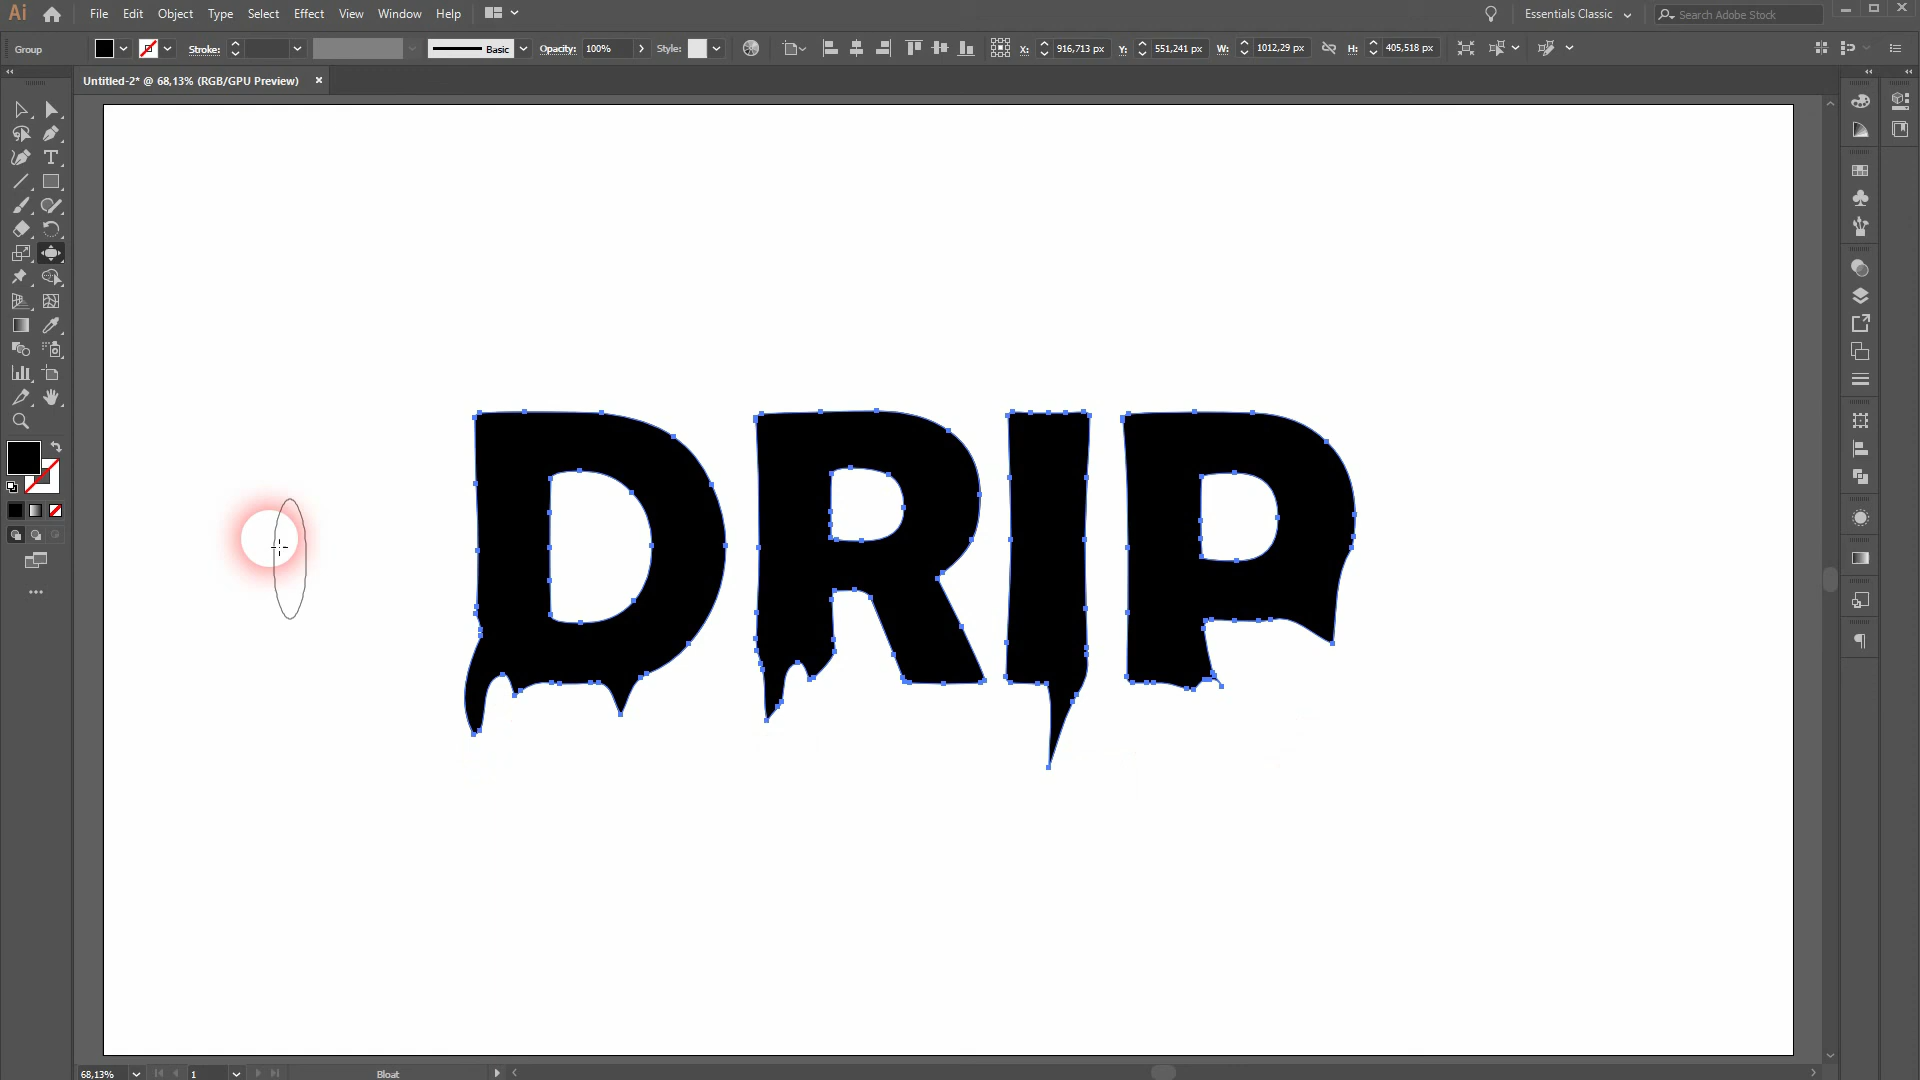 Ai File Edit Object Type Select Effect View Window Help Essentials Classic Search Adobe Stock
Group Stroke: Basic Opacity: 100% Style: X: 916,713 px Y: 551,241 px W: 1012,29 px H: 405,518 px
Untitled-2* @ 68,13% (RGB/GPU Preview) ×
DRIP
68,13% 1 Bloat